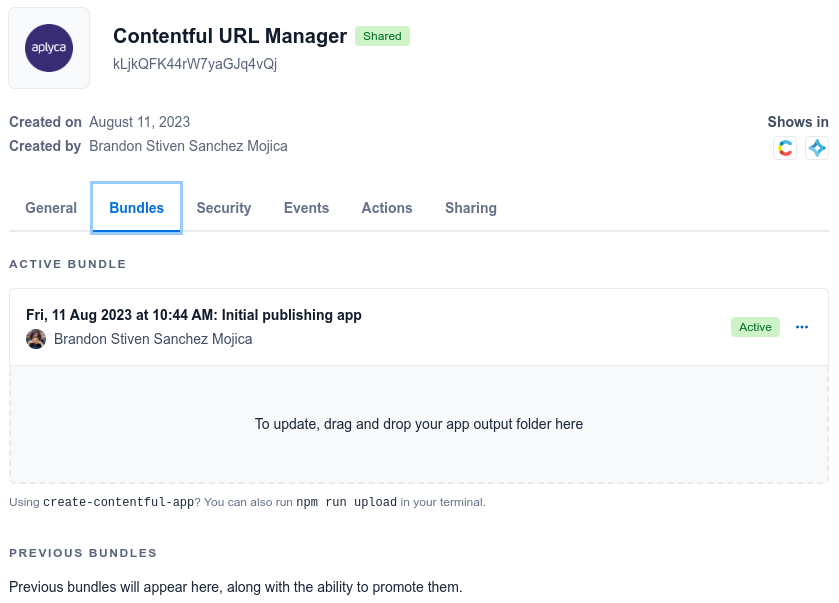 aplyca
Contentful URL Manager Shared
kLjkQFK44rW7yaGJq4vQj
Created on August 11, 2023
Created by Brandon Stiven Sanchez Mojica
Shows in
General Bundles Security Events Actions Sharing
ACTIVE BUNDLE
Fri, 11 Aug 2023 at 10:44 AM: Initial publishing app
Brandon Stiven Sanchez Mojica
Active
To update, drag and drop your app output folder here
Using create-contentful-app? You can also run npm run upload in your terminal.
PREVIOUS BUNDLES
Previous bundles will appear here, along with the ability to promote them.